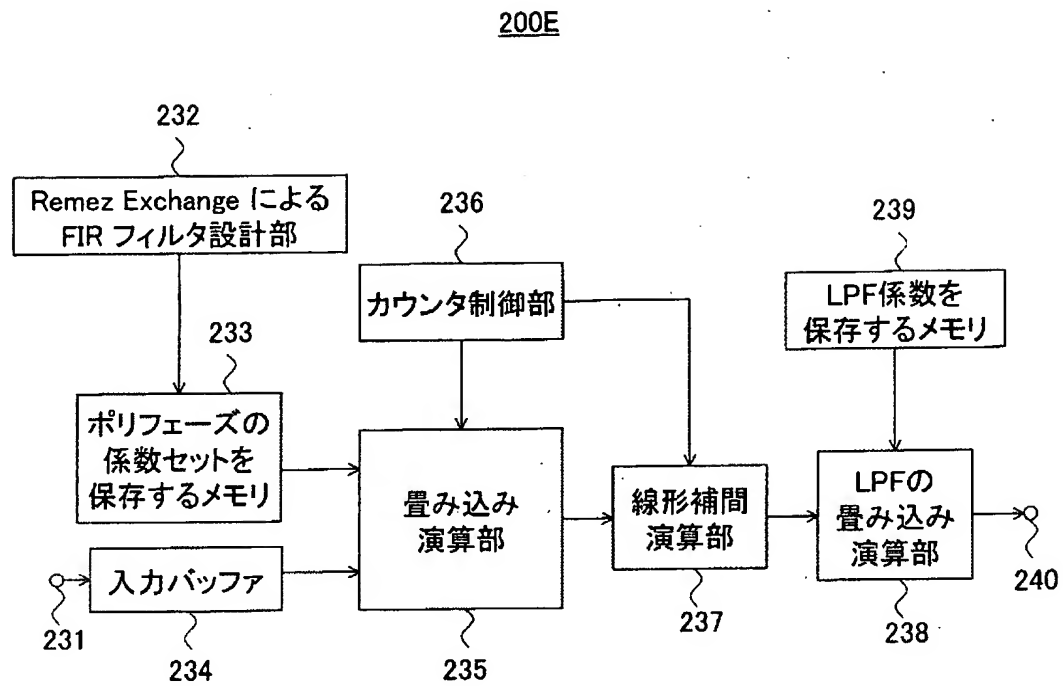 200E
232
Remez Exchange による
FIR フィルタ設計部
236
カウンタ制御部
239
LPF係数を
保存するメモリ
233
ポリフェーズの
係数セットを
保存するメモリ
畳み込み
演算部
線形補間
演算部
LPFの
畳み込み
演算部
入力バッファ
231
234
235
237
238
240